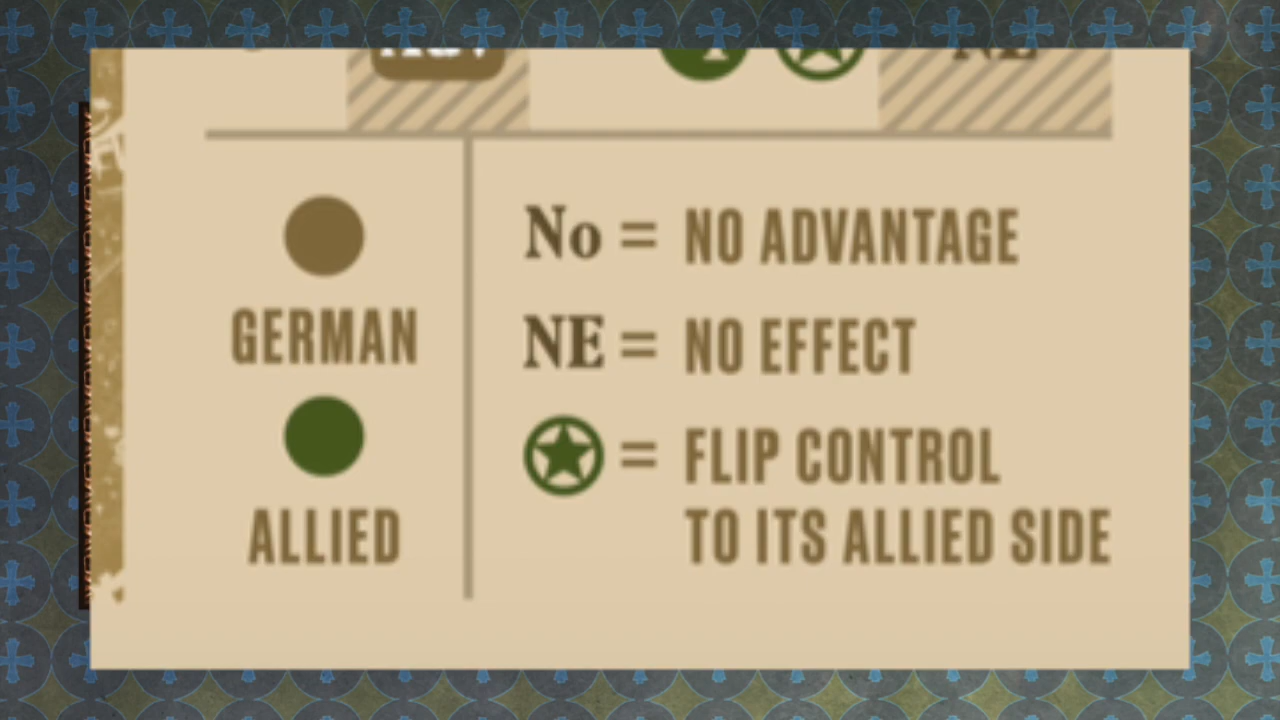 No = NO ADVANTAGE
GERMAN
NE = NO EFFECT
= FLIP CONTROL
TO ITS ALLIED SIDE
ALLIED